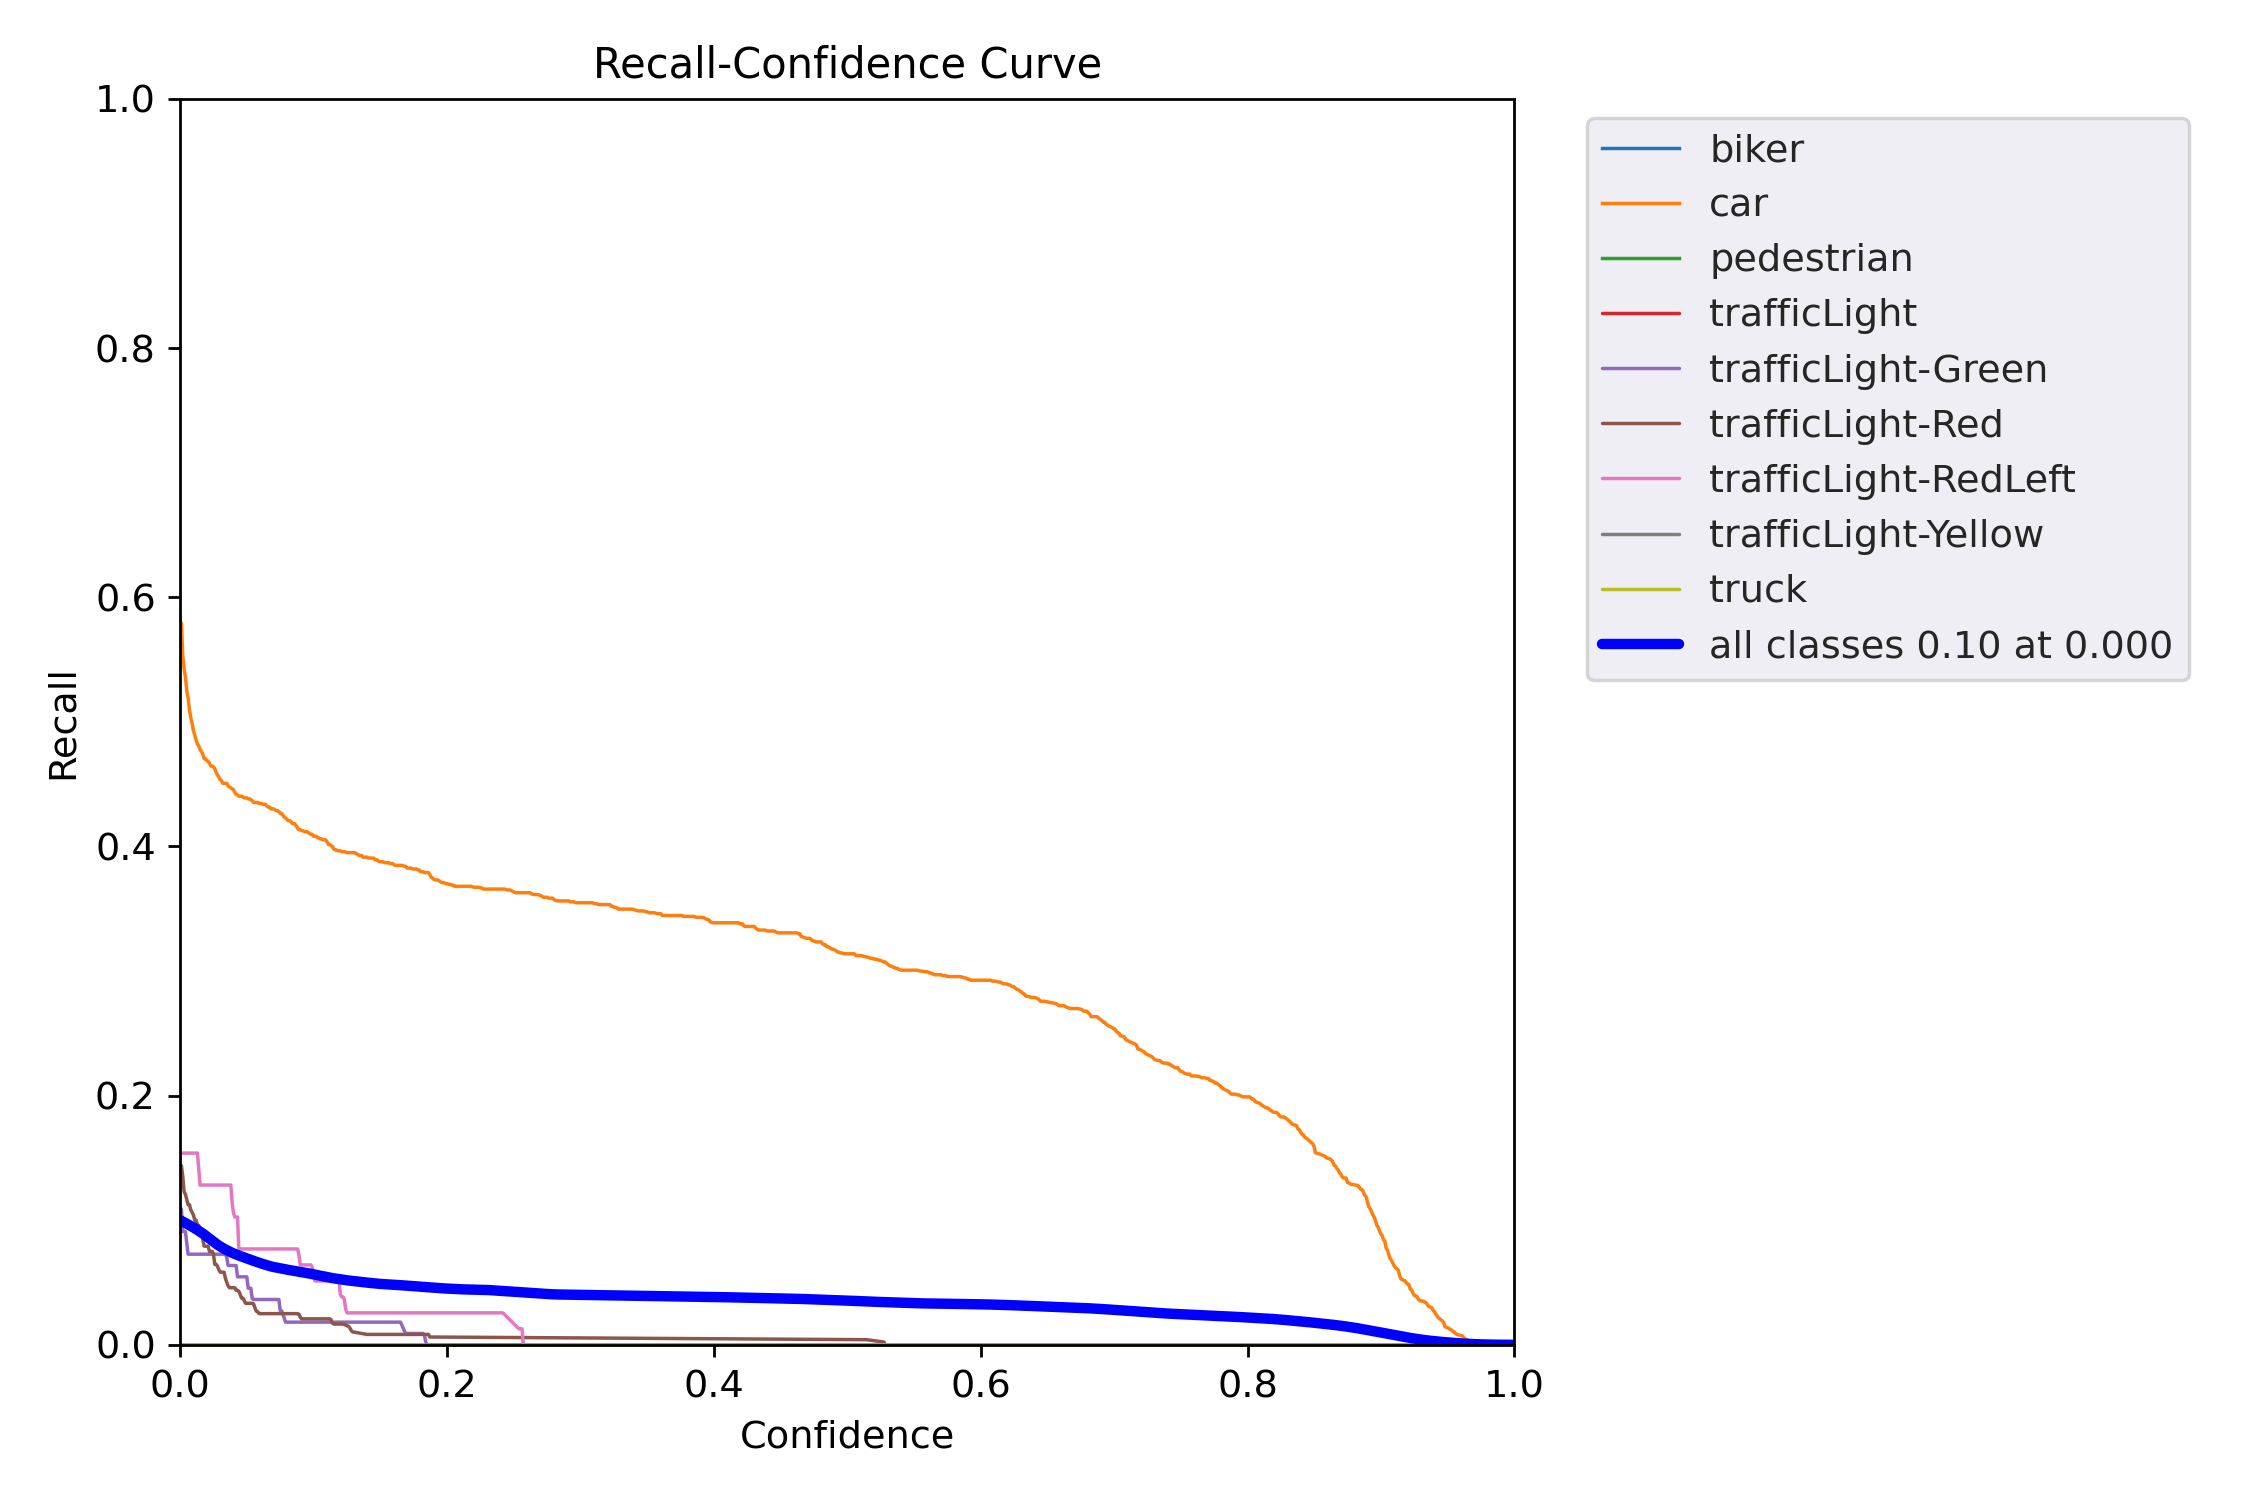 Recall-Confidence Curve
1.0
0.8
0.6
0.4
0.2
0.0
Recall
0.0 0.2 0.4 0.6 0.8 1.0
Confidence
biker
car
pedestrian
trafficLight
trafficLight-Green
trafficLight-Red
trafficLight-RedLeft
trafficLight-Yellow
truck
all classes 0.10 at 0.000